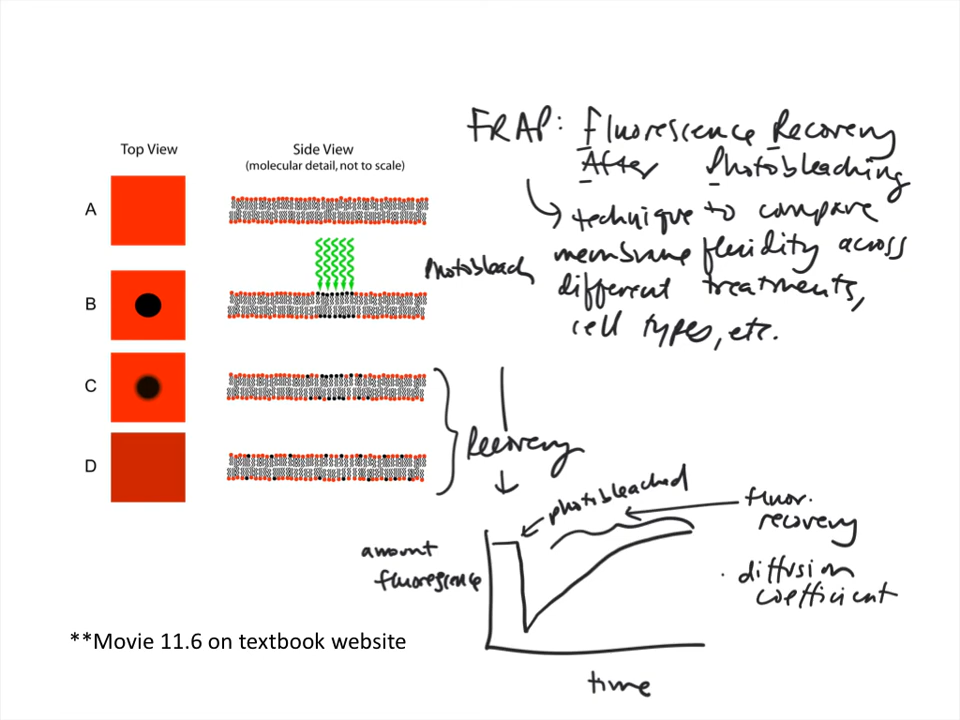 FRAP: Fluorescence Recovery
After Photobleaching
technique to compare
membrane fluidity across
different treatments,
cell types, etc.
Top View
Side View
(molecular detail, not to scale)
A
Photobleach
B
C
D
Recovery
photobleached
fluor.
recovery
amount
fluorescence
· diffusion
coefficient
time
**Movie 11.6 on textbook website